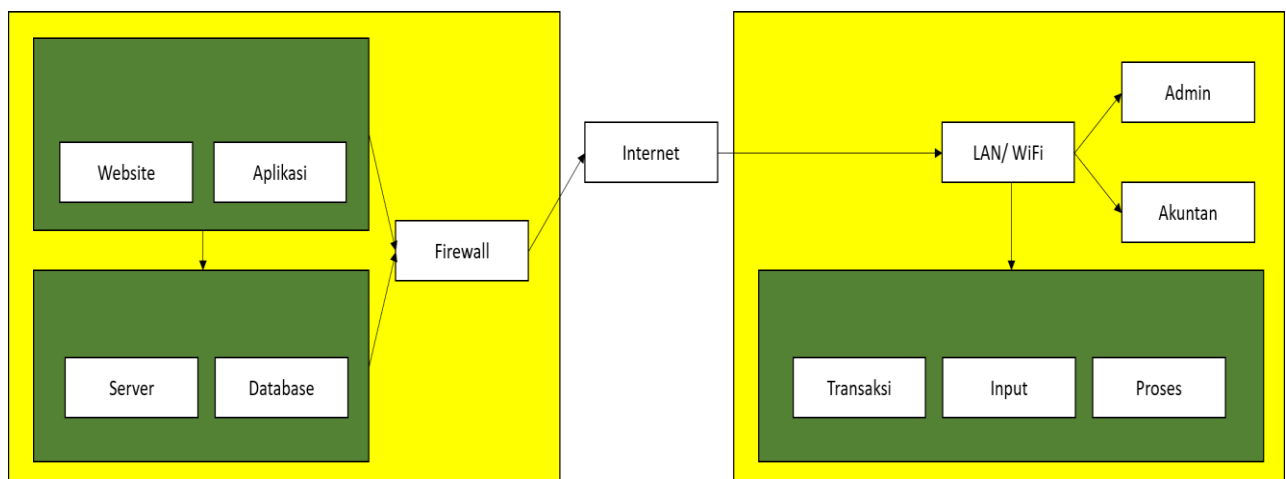 Website
Aplikasi
Server
Database
Firewall
Internet
LAN/ WiFi
Admin
Akuntan
Transaksi
Input
Proses